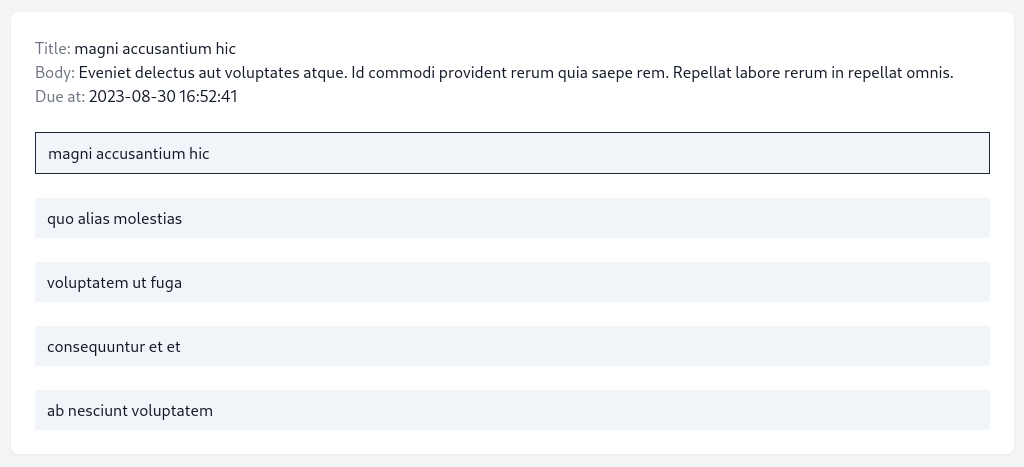 Title: magni accusantium hic
Body: Eveniet delectus aut voluptates atque. Id commodi provident rerum quia saepe rem. Repellat labore rerum in repellat omnis.
Due at: 2023-08-30 16:52:41
magni accusantium hic
quo alias molestias
voluptatem ut fuga
consequuntur et et
ab nesciunt voluptatem